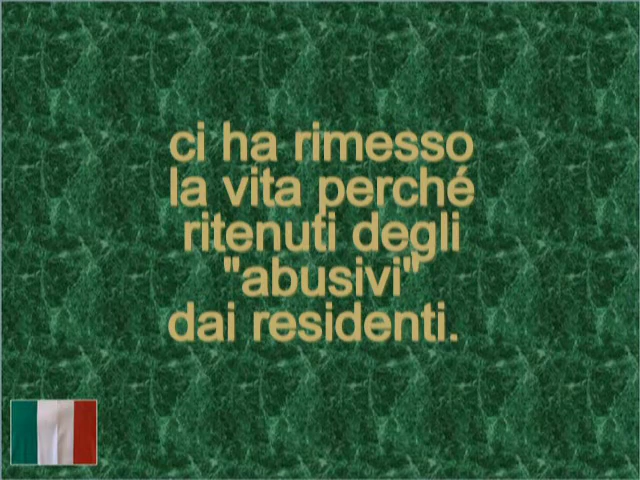 ci ha rimesso
la vita perché
ritenuti degli
"abusivi"
dai residenti.